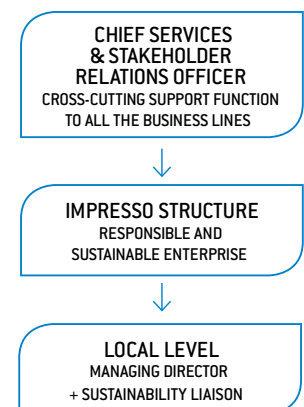 CHIEF SERVICES
& STAKEHOLDER
RELATIONS OFFICER
CROSS-CUTTING SUPPORT FUNCTION
TO ALL THE BUSINESS LINES
IMPRESSO STRUCTURE
RESPONSIBLE AND
SUSTAINABLE ENTERPRISE
LOCAL LEVEL
MANAGING DIRECTOR
+ SUSTAINABILITY LIAISON